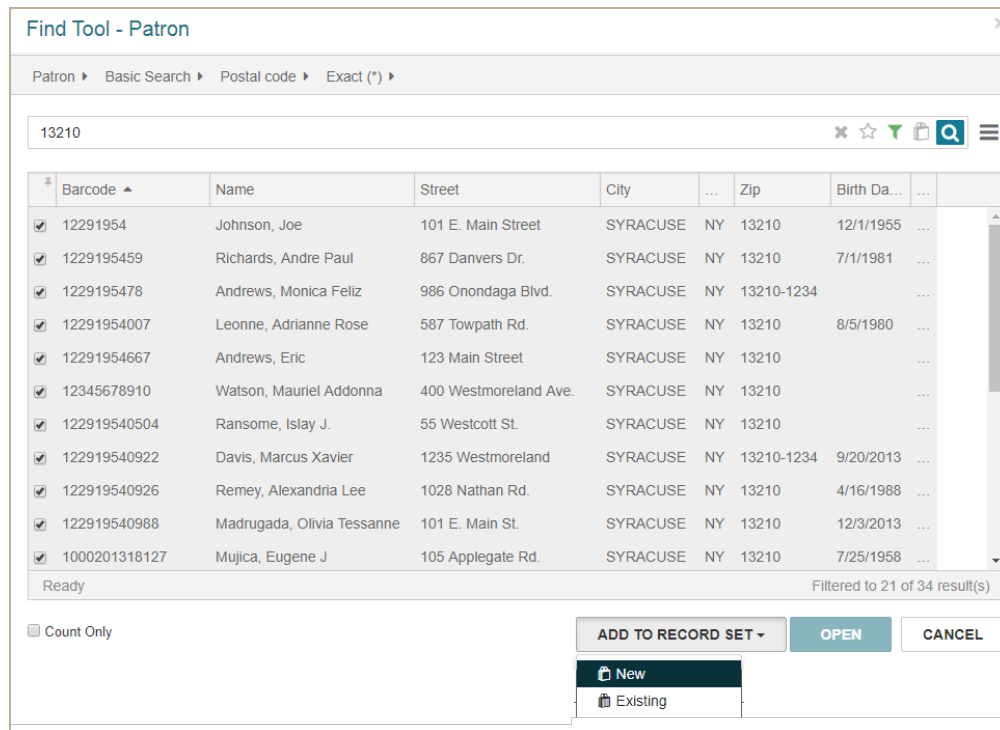 Find Tool - Patron
Patron Basic Search Postal code Exact (*)
13210
Barcode Name Street City ... Zip Birth Da... ...
12291954 Johnson, Joe 101 E. Main Street SYRACUSE NY 13210 12/1/1955 ...
1229195459 Richards, Andre Paul 867 Danvers Dr. SYRACUSE NY 13210 7/1/1981 ...
1229195478 Andrews, Monica Feliz 986 Onondaga Blvd. SYRACUSE NY 13210-1234 ...
12291954007 Leonne, Adrianne Rose 587 Towpath Rd. SYRACUSE NY 13210 8/5/1980 ...
12291954667 Andrews, Eric 123 Main Street SYRACUSE NY 13210 ...
12345678910 Watson, Mauriel Addonna 400 Westmoreland Ave. SYRACUSE NY 13210 ...
122919540504 Ransome, Islay J. 55 Westcott St. SYRACUSE NY 13210 ...
122919540922 Davis, Marcus Xavier 1235 Westmoreland SYRACUSE NY 13210-1234 9/20/2013 ...
122919540926 Remey, Alexandria Lee 1028 Nathan Rd. SYRACUSE NY 13210 4/16/1988 ...
122919540988 Madrugada, Olivia Tessanne 101 E. Main St. SYRACUSE NY 13210 12/3/2013 ...
1000201318127 Mujica, Eugene J 105 Applegate Rd. SYRACUSE NY 13210 7/25/1958 ...
Ready Filtered to 21 of 34 result(s)
Count Only ADD TO RECORD SET OPEN CANCEL
New
Existing